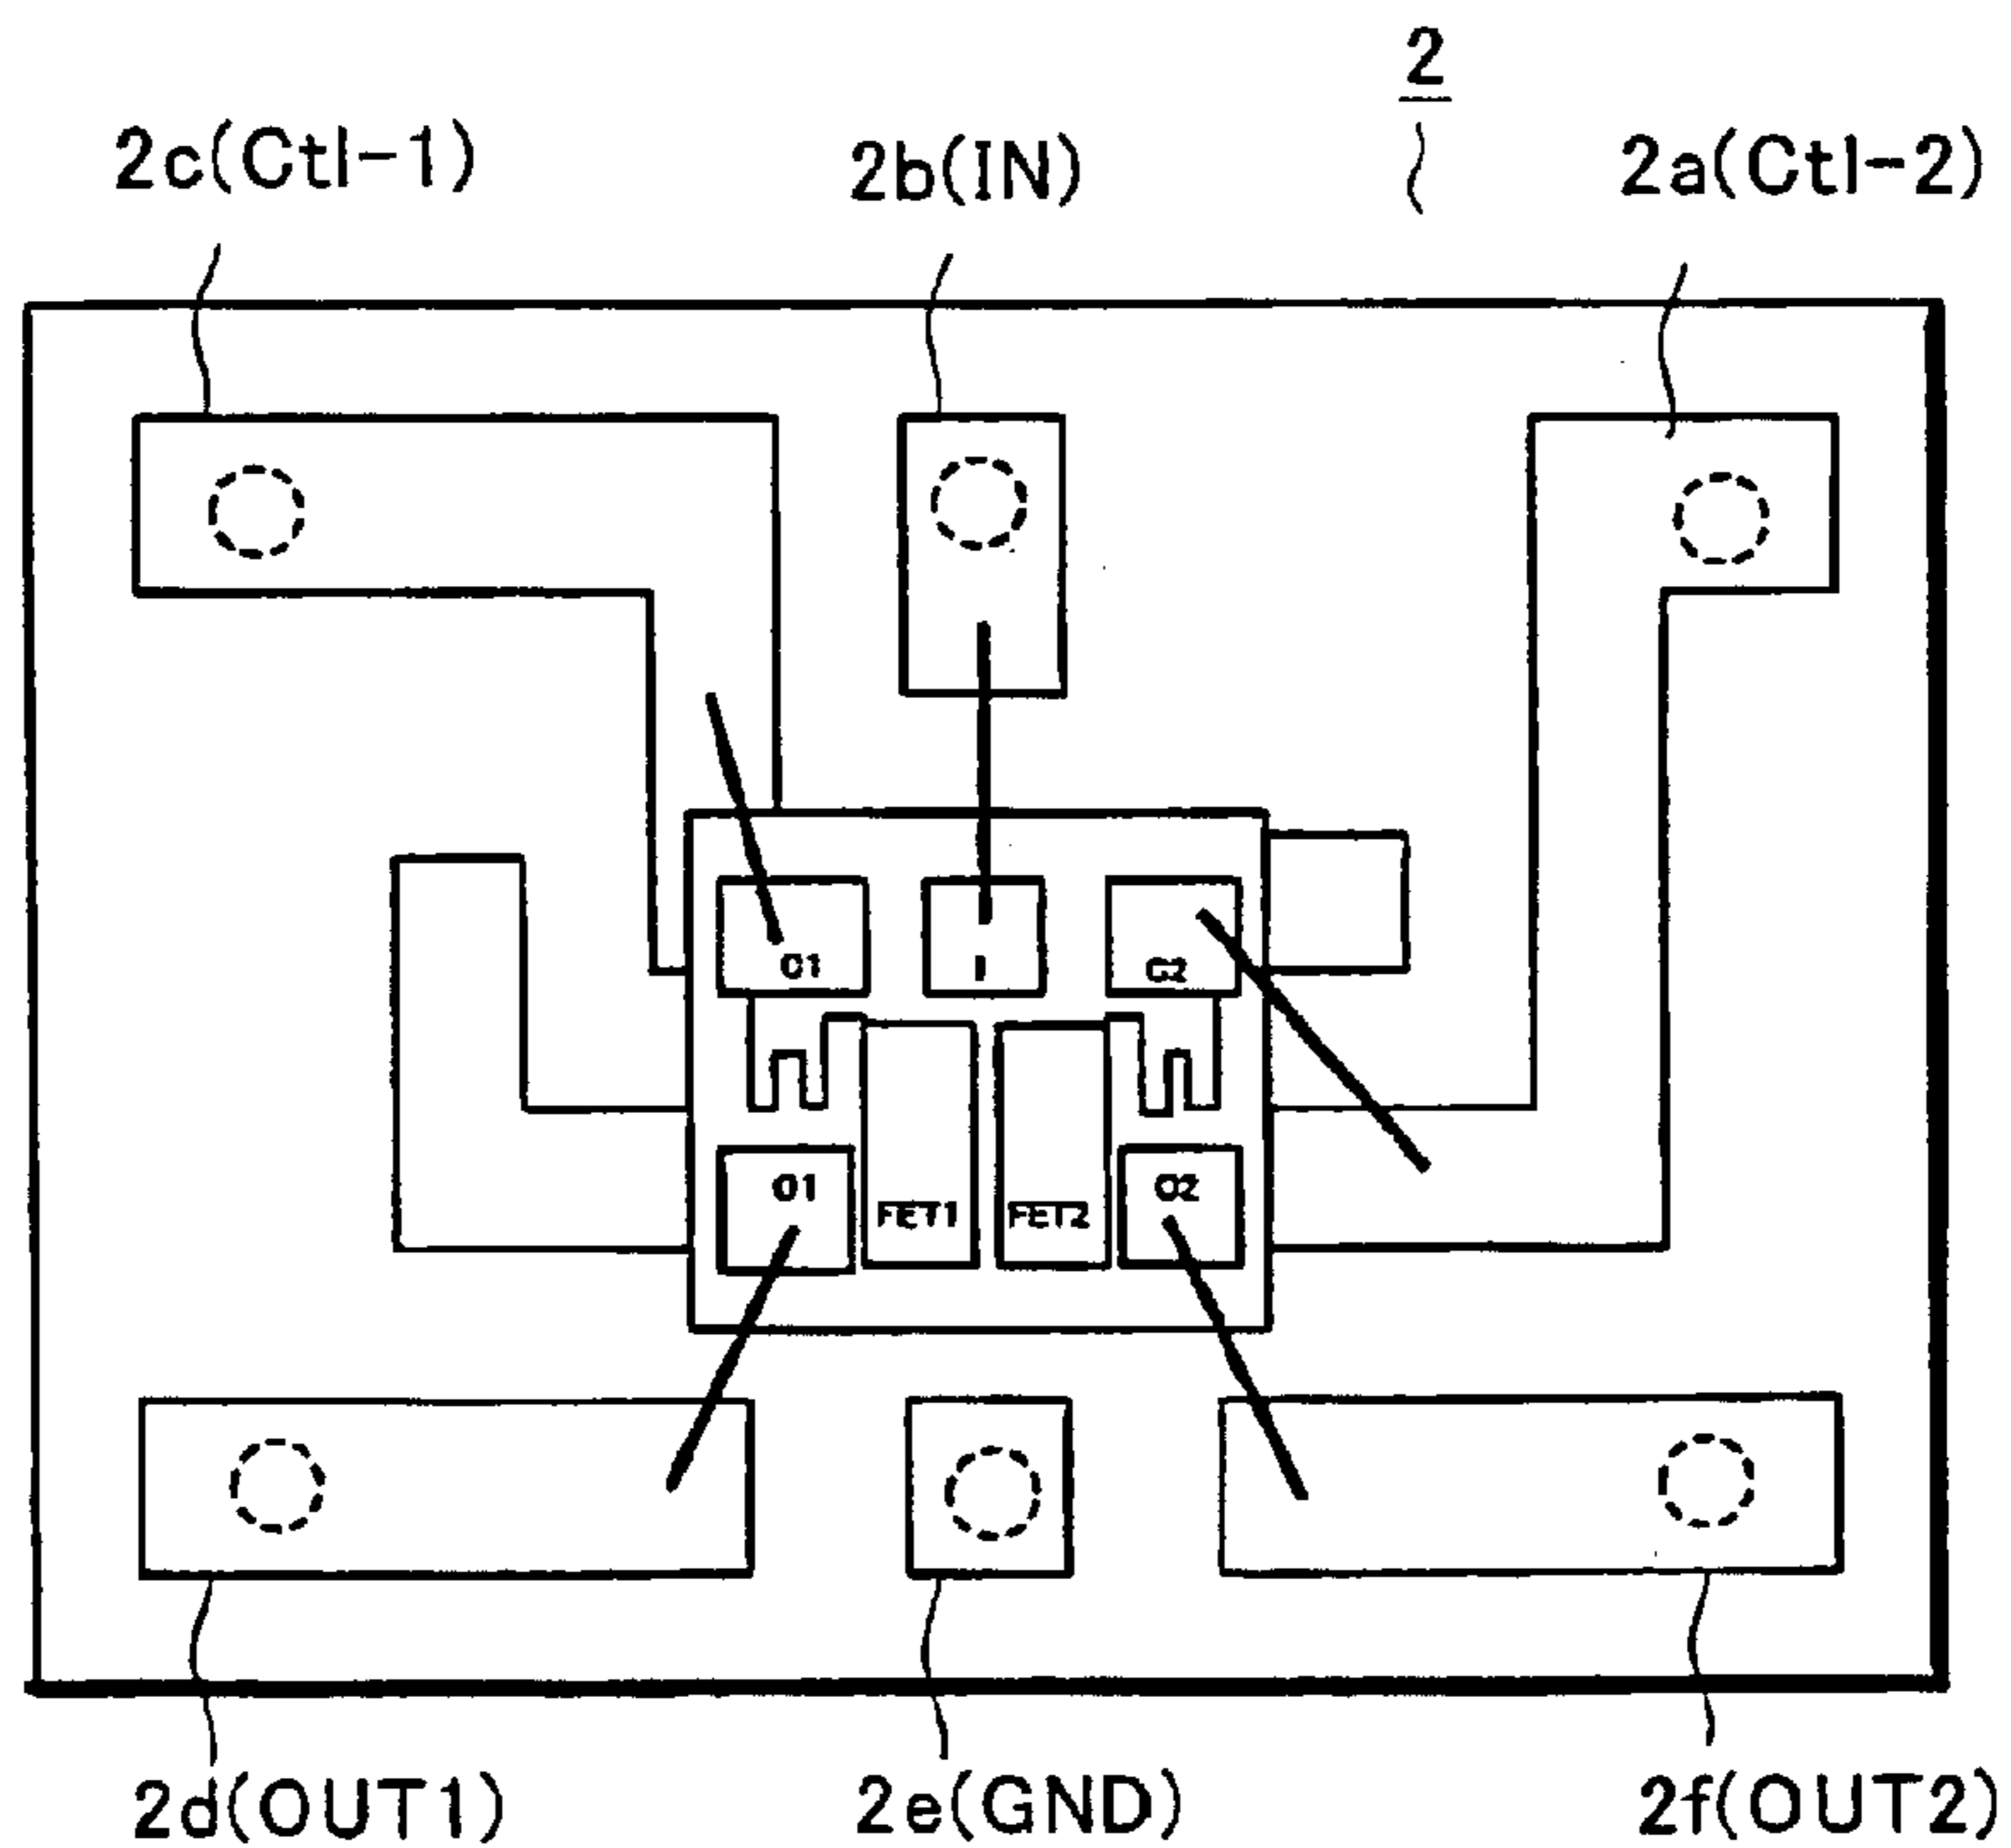 2
2c(Ctl-1)
2b(IN)
2a(Ctl-2)
C1
I
C2
O1
FET1
FET2
O2
2d(OUT1)
2e(GND)
2f(OUT2)